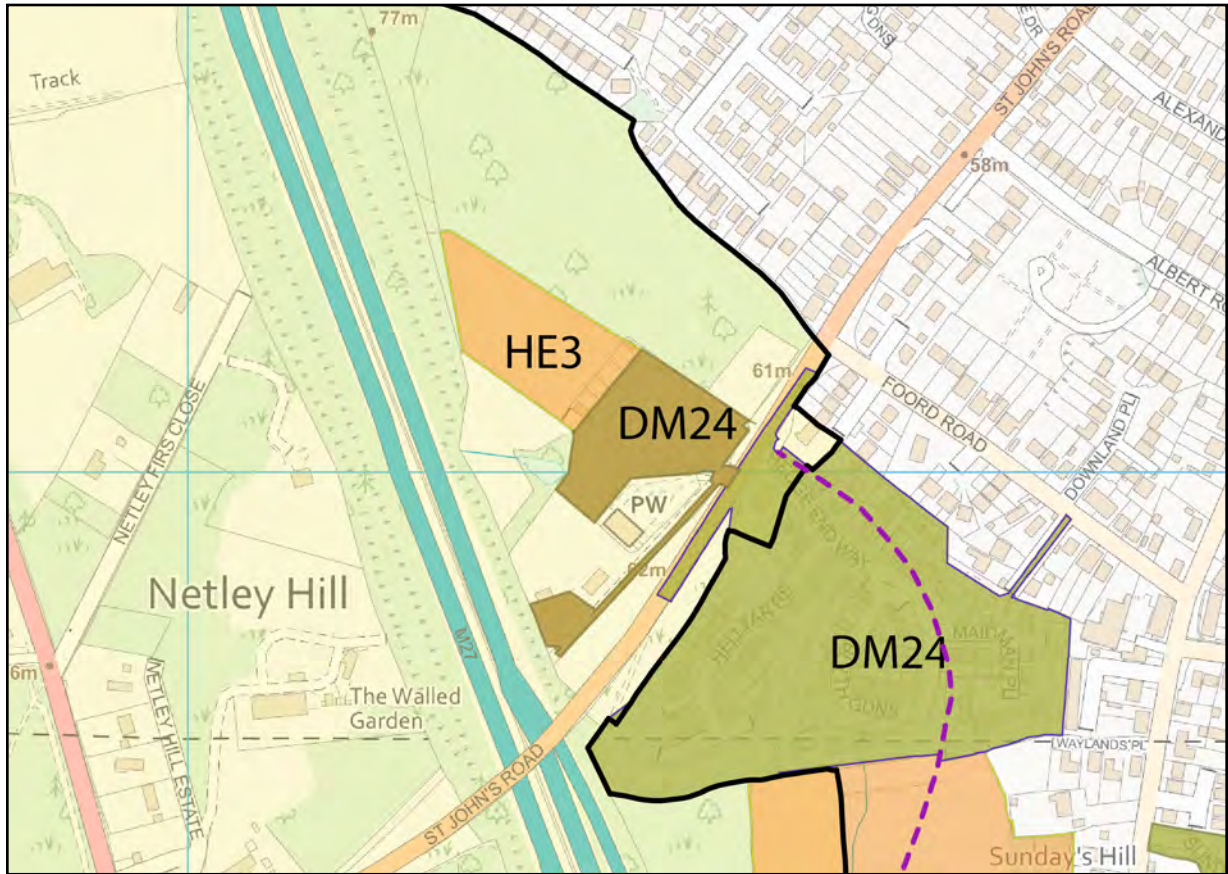 77m
Track
GDNS
E DR
ST JOHN'S ROAD
ALEXAND
58m
ALBERT RO
HE3
61m
DM24
FOORD ROAD
DOWNLAND PL
NETLEY FIRS CLOSE
PW
62m
Netley Hill
M27
DM24
MAIDMAN PL
GDNS
6m
NETLEY HILL ESTATE
The Walled
Garden
WAYLANDS PL
ST JOHN'S ROAD
Sunday's Hill